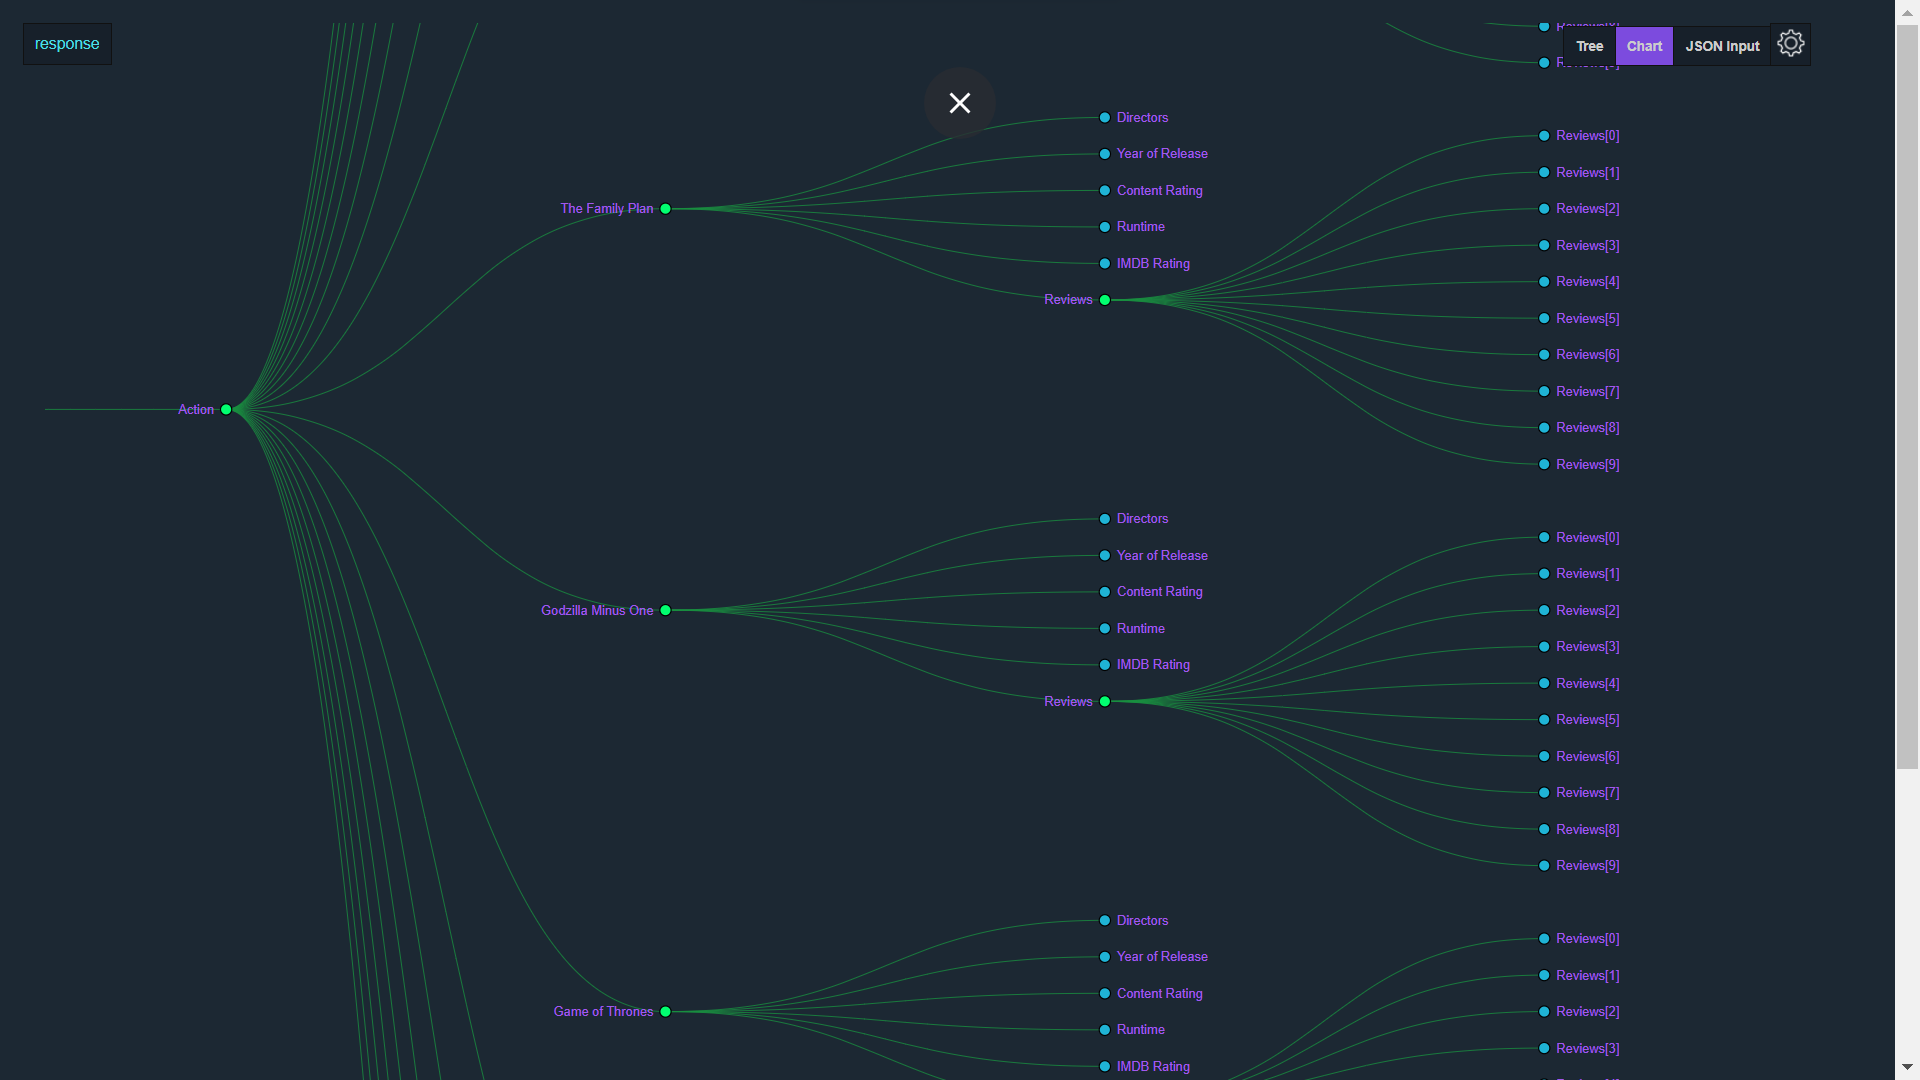 response
Tree
Chart
JSON Input
Action
The Family Plan
Directors
Year of Release
Content Rating
Runtime
IMDB Rating
Reviews
Reviews[0]
Reviews[1]
Reviews[2]
Reviews[3]
Reviews[4]
Reviews[5]
Reviews[6]
Reviews[7]
Reviews[8]
Reviews[9]
Godzilla Minus One
Directors
Year of Release
Content Rating
Runtime
IMDB Rating
Reviews
Reviews[0]
Reviews[1]
Reviews[2]
Reviews[3]
Reviews[4]
Reviews[5]
Reviews[6]
Reviews[7]
Reviews[8]
Reviews[9]
Game of Thrones
Directors
Year of Release
Content Rating
Runtime
IMDB Rating
Reviews[0]
Reviews[1]
Reviews[2]
Reviews[3]